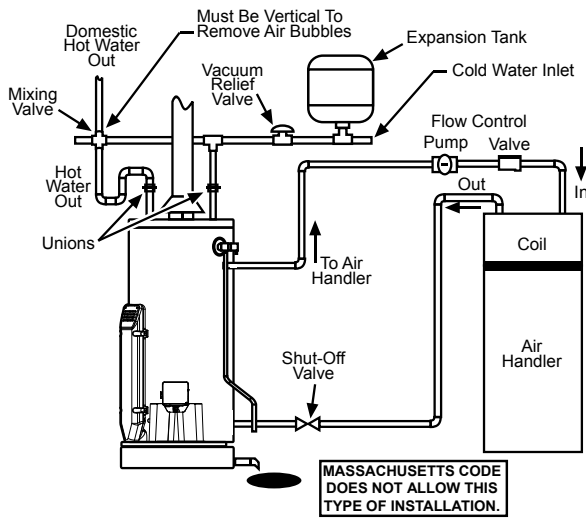 Must Be Vertical To
Remove Air Bubbles
Domestic
Hot Water
Out
Expansion Tank
Vacuum
Relief
Valve
Cold Water Inlet
Mixing
Valve
Flow Control
Pump
Valve
Hot
Water
Out
Out
In
Unions
Coil
To Air
Handler
Air
Handler
Shut-Off
Valve
MASSACHUSETTS CODE
DOES NOT ALLOW THIS
TYPE OF INSTALLATION.